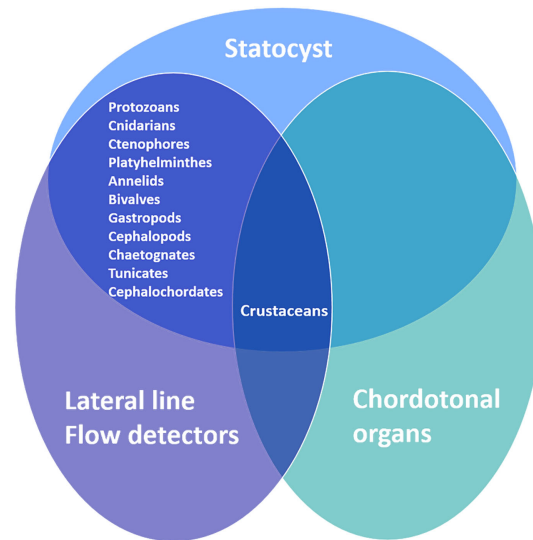 Statocyst
Protozoans
Cnidarians
Ctenophores
Platyhelminthes
Annelids
Bivalves
Gastropods
Cephalopods
Chaetognates
Tunicates
Cephalochordates
Crustaceans
Lateral line
Flow detectors
Chordotonal
organs